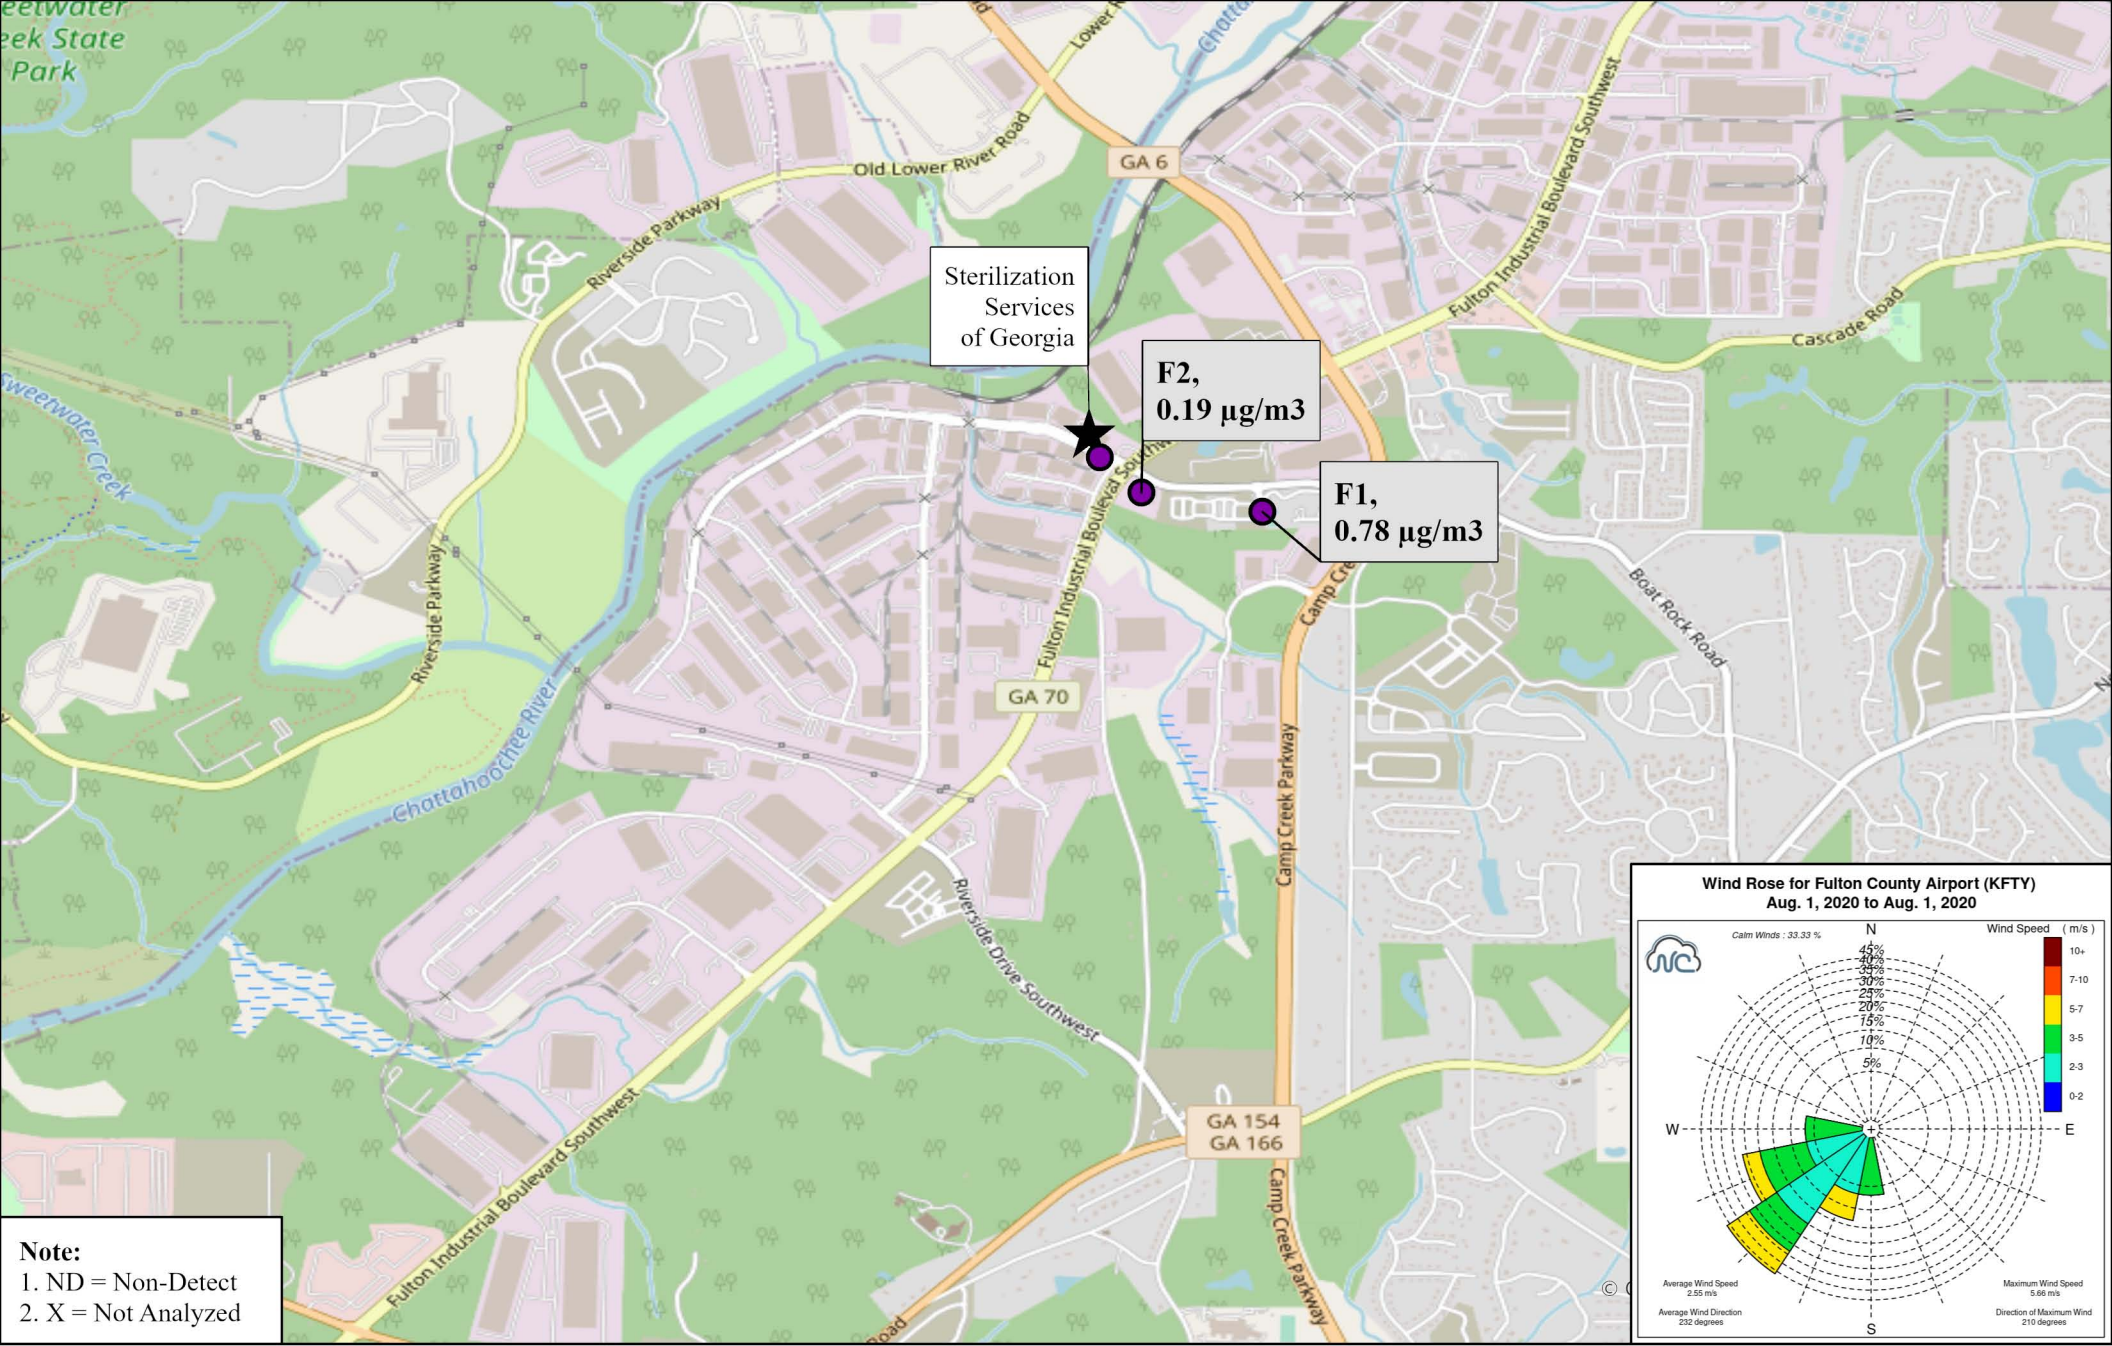 eetwater
eek State
Park
Lower R
Chatta
GA 6
Old Lower River Road
Riverside Parkway
Fulton Industrial Boulevard Southwest
Fulton Industrial Boulevard Southwest
Cascade Road
Sterilization
Services
of Georgia
F2,
0.19 µg/m3
F1,
0.78 µg/m3
Sweetwater Creek
Riverside Parkway
Fulton Industrial Boulevard Southw
Camp Cre
Boat Rock Road
GA 70
Chattahoochee River
Camp Creek Parkway
Riverside Drive Southwest
GA 154
GA 166
Camp Creek Parkway
Fulton Industrial Boulevard Southwest
Road
©
Note:
1. ND = Non-Detect
2. X = Not Analyzed
Wind Rose for Fulton County Airport (KFTY)
Aug. 1, 2020 to Aug. 1, 2020
Calm Winds : 33.33 %
N
Wind Speed ( m/s )
NC
45%
40%
35%
30%
25%
20%
15%
10%
5%
10+
7-10
5-7
3-5
2-3
0-2
W
E
S
Average Wind Speed
2.55 m/s
Average Wind Direction
232 degrees
Maximum Wind Speed
5.66 m/s
Direction of Maximum Wind
210 degrees